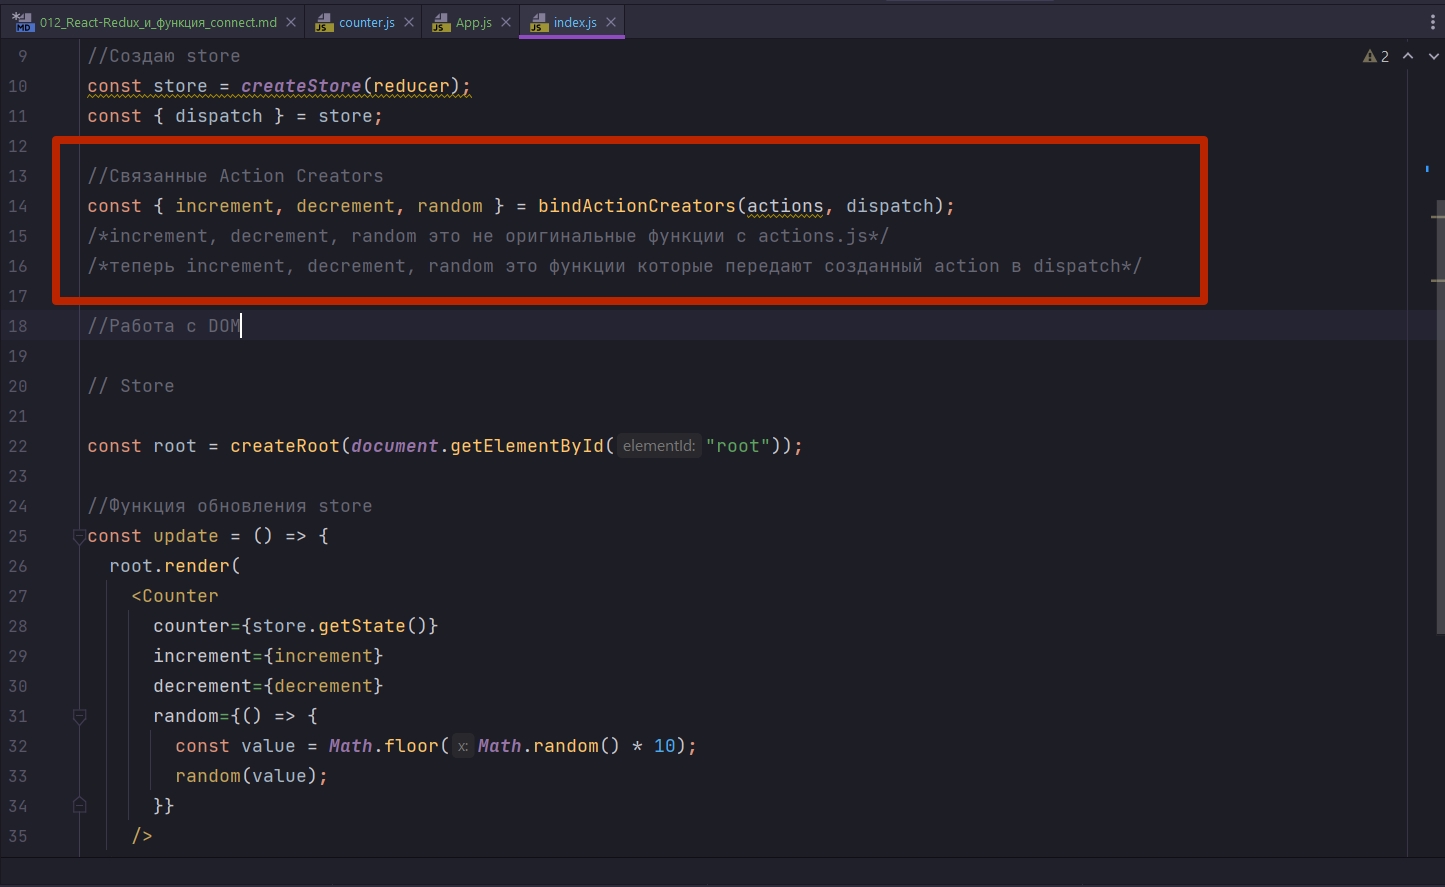 012_React-Redux_и_функция_connect.md
counter.js
App.js
index.js
9 //Создаю store
2
10 const store = createStore(reducer);
11 const { dispatch } = store;
12
13 //Связанные Action Creators
14 const { increment, decrement, random } = bindActionCreators(actions, dispatch);
15 /*increment, decrement, random это не оригинальные функции с actions.js*/
16 /*теперь increment, decrement, random это функции которые передают созданный action в dispatch*/
17
18 //Работа с DOM
19
20 // Store
21
22 const root = createRoot(document.getElementById( elementId: "root"));
23
24 //Функция обновления store
25 const update = () => {
26 root.render(
27 <Counter
28 counter={store.getState()}
29 increment={increment}
30 decrement={decrement}
31 random={() => {
32 const value = Math.floor( x: Math.random() * 10);
33 random(value);
34 }}
35 />